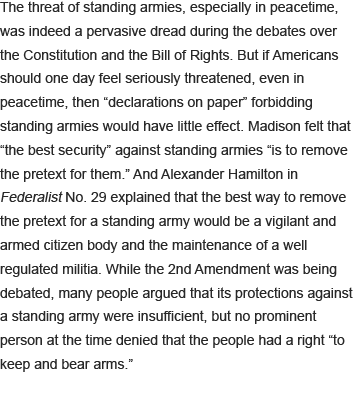 The threat of standing armies, especially in peacetime,
was indeed a pervasive dread during the debates over
the Constitution and the Bill of Rights. But if Americans
should one day feel seriously threatened, even in
peacetime, then “declarations on paper” forbidding
standing armies would have little effect. Madison felt that
“the best security” against standing armies “is to remove
the pretext for them.” And Alexander Hamilton in
Federalist No. 29 explained that the best way to remove
the pretext for a standing army would be a vigilant and
armed citizen body and the maintenance of a well
regulated militia. While the 2nd Amendment was being
debated, many people argued that its protections against
a standing army were insufficient, but no prominent
person at the time denied that the people had a right “to
keep and bear arms.”